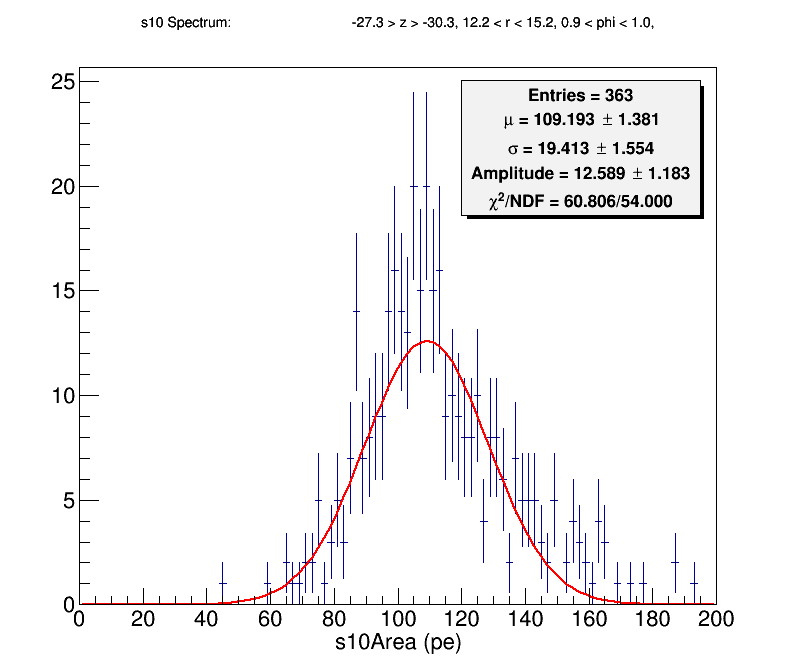 s10 Spectrum: -27.3 > z > -30.3, 12.2 < r < 15.2, 0.9 < phi < 1.0,
Entries = 363
μ = 109.193 ± 1.381
σ = 19.413 ± 1.554
Amplitude = 12.589 ± 1.183
χ²/NDF = 60.806/54.000
25
20
15
10
5
0
0 20 40 60 80 100 120 140 160 180 200
s10Area (pe)